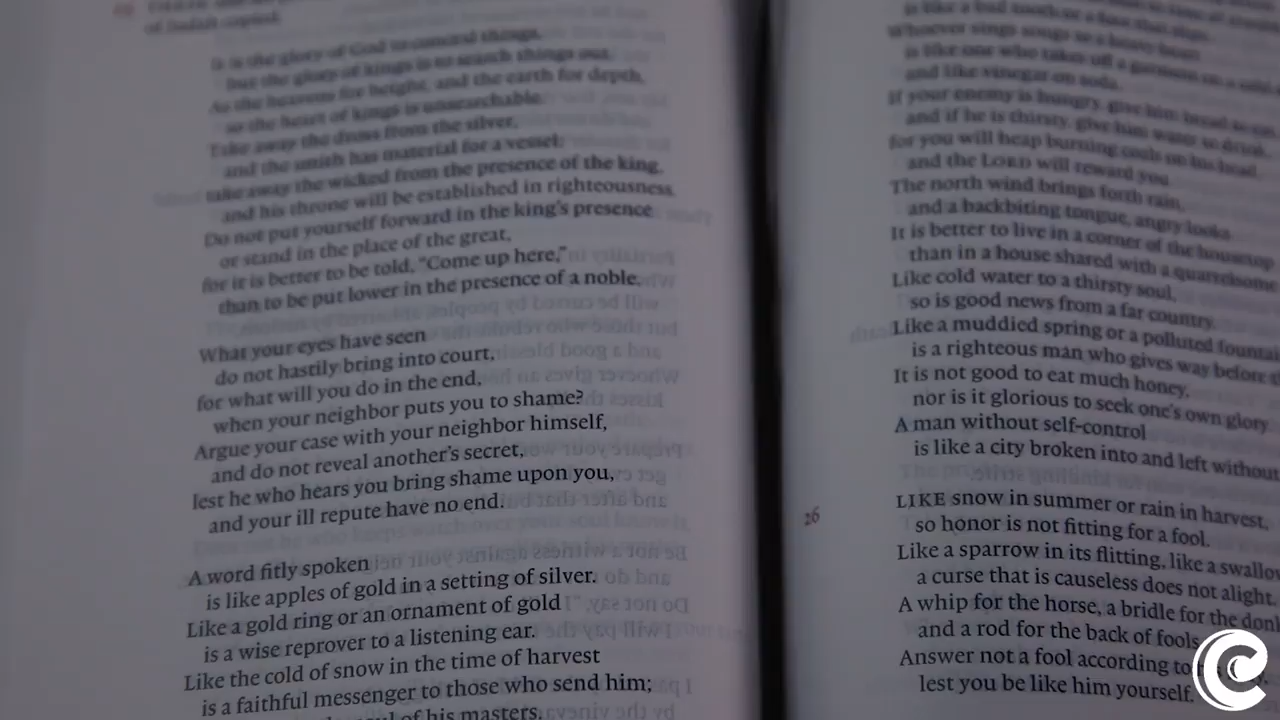 of Judah copied.
It is the glory of God to conceal things,
but the glory of kings is to search things out.
As the heavens for height, and the earth for depth,
so the heart of kings is unsearchable.
Take away the dross from the silver,
and the smith has material for a vessel;
take away the wicked from the presence of the king,
and his throne will be established in righteousness.
Do not put yourself forward in the king's presence
or stand in the place of the great,
for it is better to be told, "Come up here,"
than to be put lower in the presence of a noble.
What your eyes have seen
do not hastily bring into court,
for what will you do in the end,
when your neighbor puts you to shame?
Argue your case with your neighbor himself,
and do not reveal another's secret,
lest he who hears you bring shame upon you,
and your ill repute have no end.
A word fitly spoken
is like apples of gold in a setting of silver.
Like a gold ring or an ornament of gold
is a wise reprover to a listening ear.
Like the cold of snow in the time of harvest
is a faithful messenger to those who send him;
soul of his masters.
is like a bad tooth or a foot that slips.
Whoever sings songs to a heavy heart
is like one who takes off a garment on a cold
and like vinegar on soda.
If your enemy is hungry, give him bread to eat,
and if he is thirsty, give him water to drink,
for you will heap burning coals on his head,
and the LORD will reward you.
The north wind brings forth rain,
and a backbiting tongue, angry looks.
It is better to live in a corner of the housetop
than in a house shared with a quarrelsome
Like cold water to a thirsty soul,
so is good news from a far country.
Like a muddied spring or a polluted fountain
is a righteous man who gives way before
It is not good to eat much honey,
nor is it glorious to seek one's own glory.
A man without self-control
is like a city broken into and left without
26
LIKE snow in summer or rain in harvest,
so honor is not fitting for a fool.
Like a sparrow in its flitting, like a swallow
a curse that is causeless does not alight.
A whip for the horse, a bridle for the donk
and a rod for the back of fools
Answer not a fool according to
lest you be like him yourself.